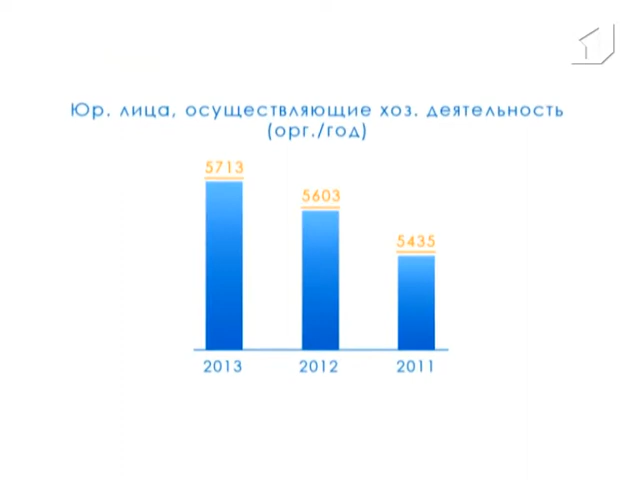 Юр. лица, осуществляющие хоз. деятельность
(орг./год)
5713
5603
5435
2013 2012 2011